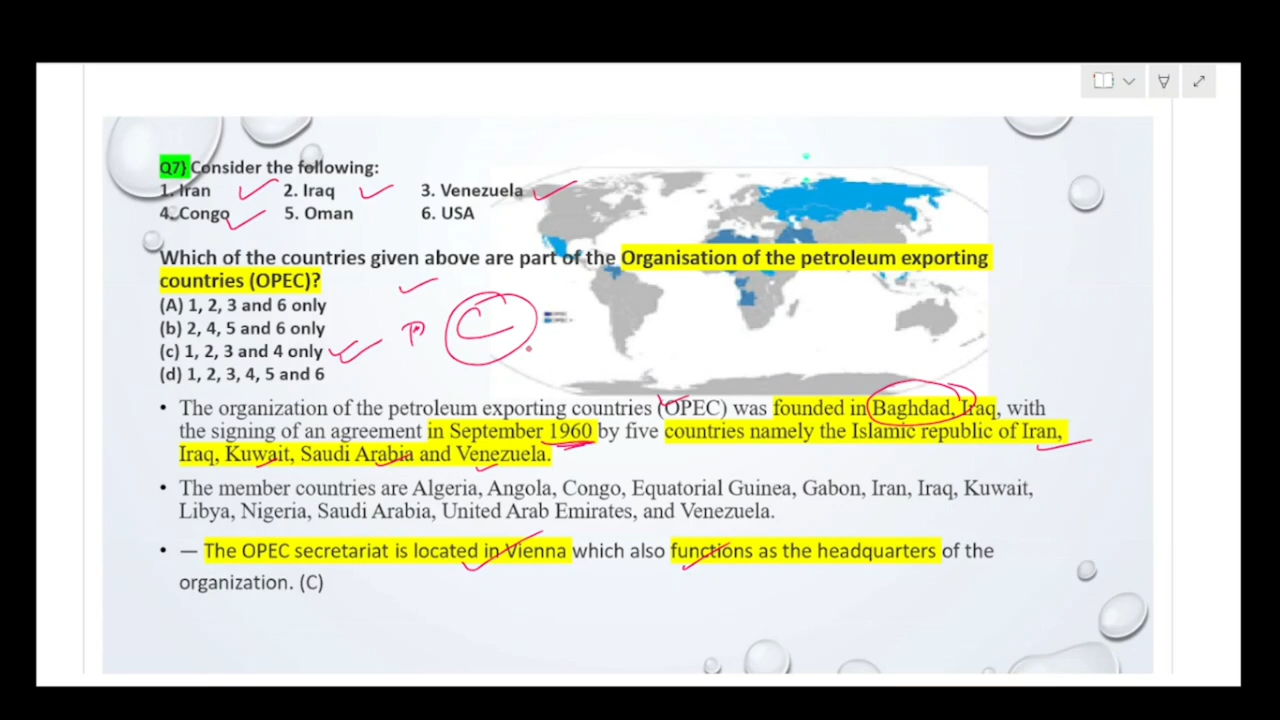 Q7} Consider the following:
1. Iran 2. Iraq 3. Venezuela
4. Congo 5. Oman 6. USA
Which of the countries given above are part of the Organisation of the petroleum exporting
countries (OPEC)?
(A) 1, 2, 3 and 6 only
(b) 2, 4, 5 and 6 only
(c) 1, 2, 3 and 4 only
(d) 1, 2, 3, 4, 5 and 6
C
• The organization of the petroleum exporting countries (OPEC) was founded in Baghdad, Iraq, with
the signing of an agreement in September 1960 by five countries namely the Islamic republic of Iran,
Iraq, Kuwait, Saudi Arabia and Venezuela.
• The member countries are Algeria, Angola, Congo, Equatorial Guinea, Gabon, Iran, Iraq, Kuwait,
Libya, Nigeria, Saudi Arabia, United Arab Emirates, and Venezuela.
• — The OPEC secretariat is located in Vienna which also functions as the headquarters of the
organization. (C)